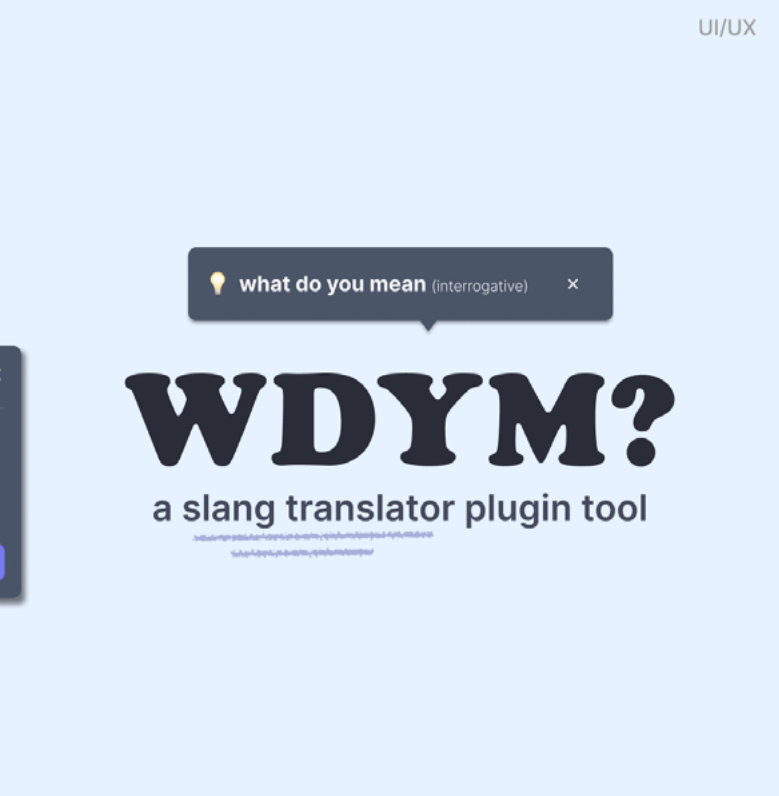 UI/UX
what do you mean (interrogative) ×
WDYM?
a slang translator plugin tool